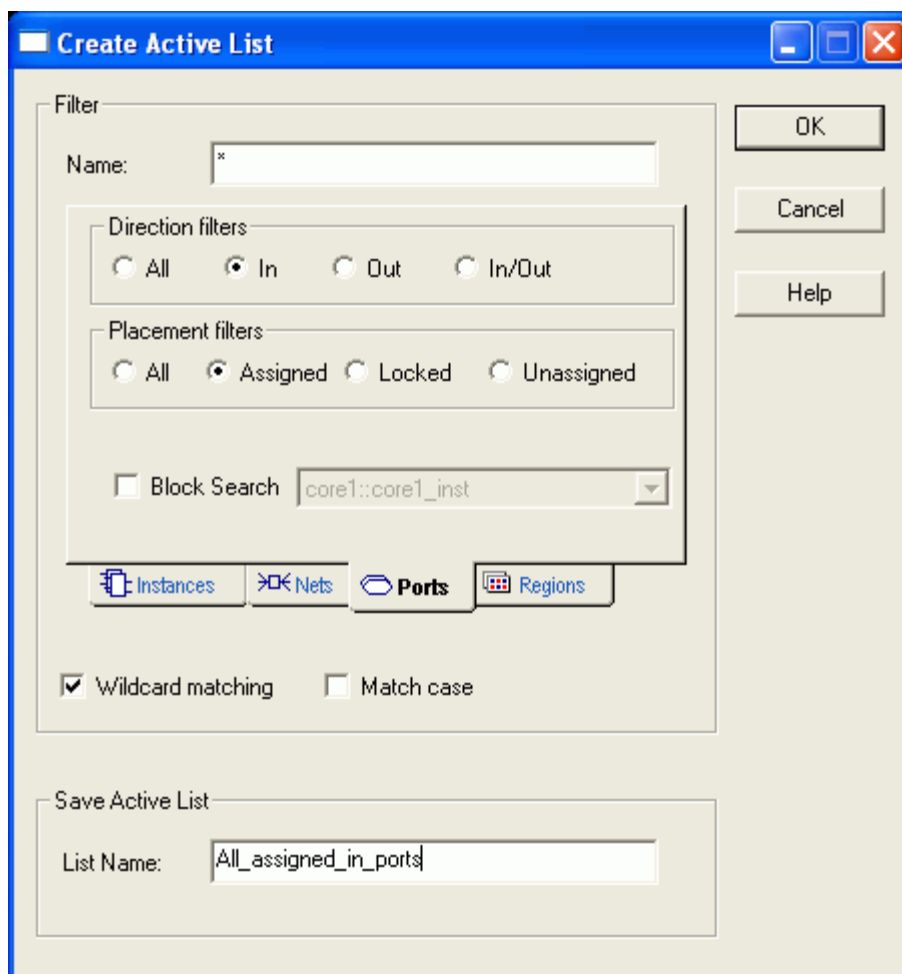 Create Active List
Filter
OK
Name: *
Cancel
Direction filters
All In Out In/Out
Help
Placement filters
All Assigned Locked Unassigned
Block Search core1::core1_inst
Instances Nets Ports Regions
Wildcard matching Match case
Save Active List
List Name: All_assigned_in_ports